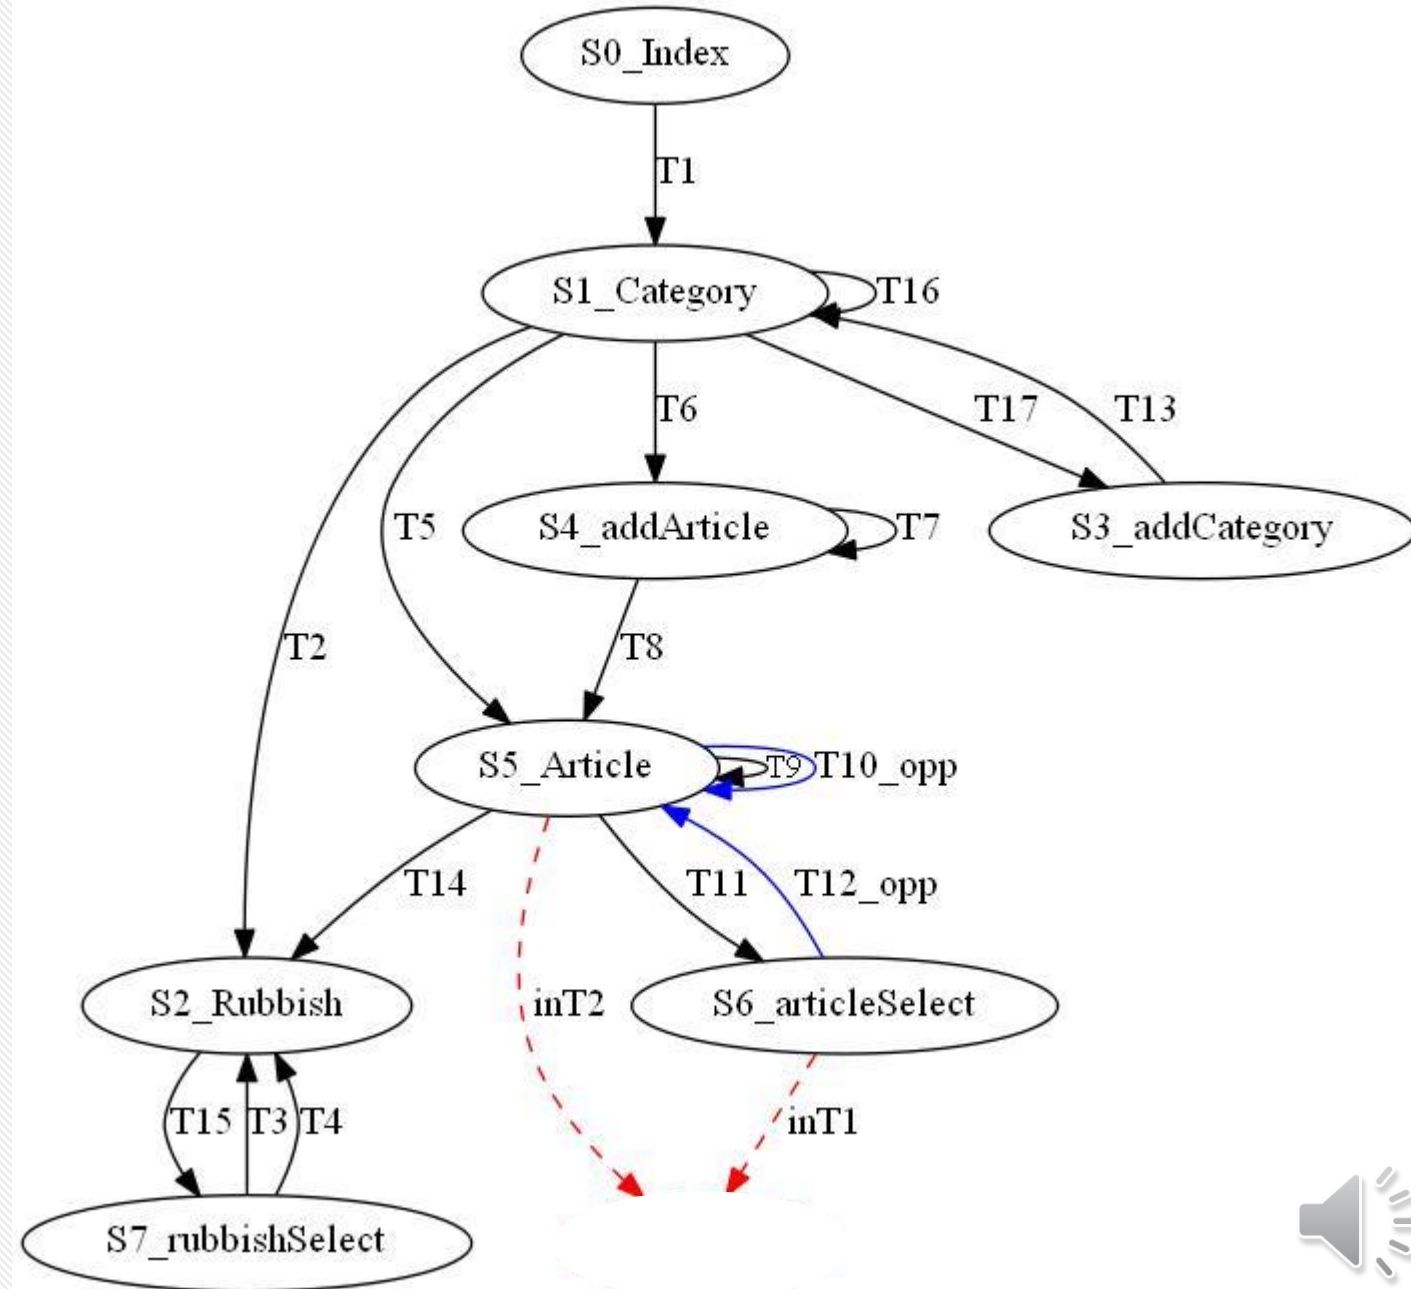 S0_Index
T1
S1_Category
T16
T6
T17
T13
S4_addArticle
T7
S3_addCategory
T5
T2
T8
S5_Article
T9
T10_opp
T14
T11
T12_opp
S2_Rubbish
inT2
S6_articleSelect
T15
T3
T4
inT1
S7_rubbishSelect